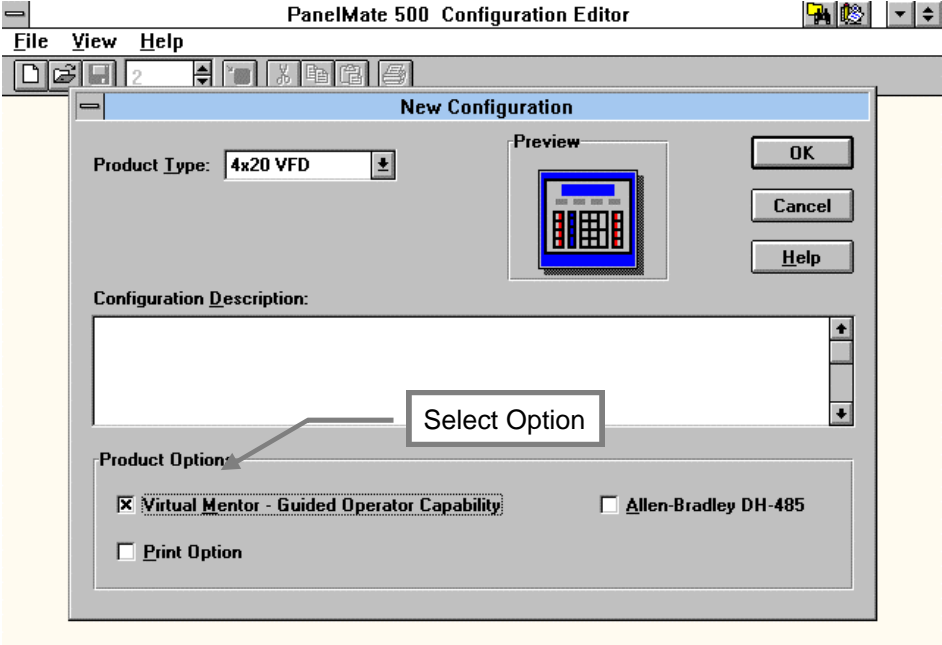 PanelMate 500 Configuration Editor
File View Help
2
New Configuration
Product Type: 4x20 VFD
Preview
OK
Cancel
Help
Configuration Description:
Select Option
Product Options
Virtual Mentor - Guided Operator Capability
Allen-Bradley DH-485
Print Option